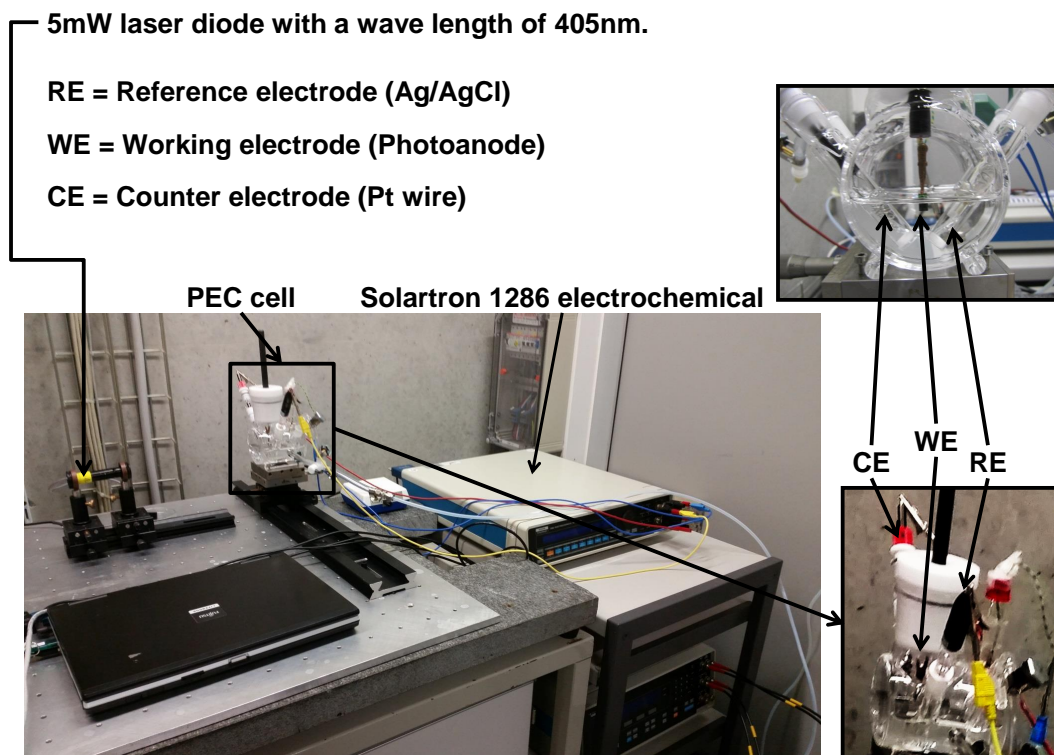 5mW laser diode with a wave length of 405nm.
RE = Reference electrode (Ag/AgCl)
WE = Working electrode (Photoanode)
CE = Counter electrode (Pt wire)
PEC cell
Solartron 1286 electrochemical
CE
WE
RE